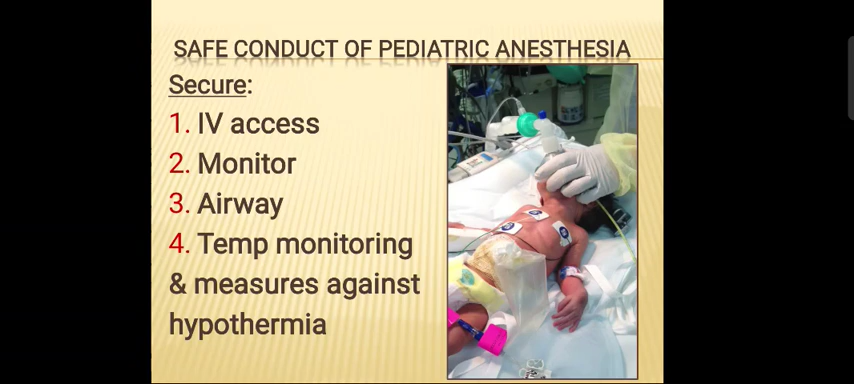 SAFE CONDUCT OF PEDIATRIC ANESTHESIA
Secure:
1. IV access
2. Monitor
3. Airway
4. Temp monitoring
& measures against
hypothermia